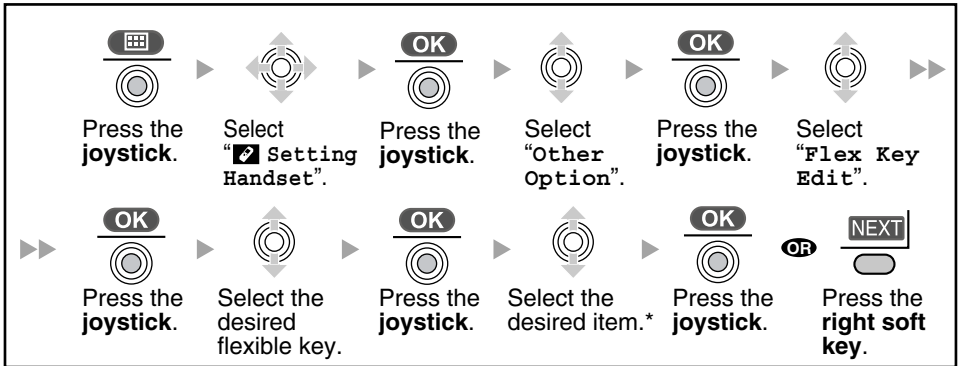 OK
OK
Press the
joystick.
Select
“Setting
Handset”.
Press the
joystick.
Select
“Other
Option”.
Press the
joystick.
Select
“Flex Key
Edit”.
OK
OK
OK
OR
NEXT
Press the
joystick.
Select the
desired
flexible key.
Press the
joystick.
Select the
desired item.*
Press the
joystick.
Press the
right soft
key.